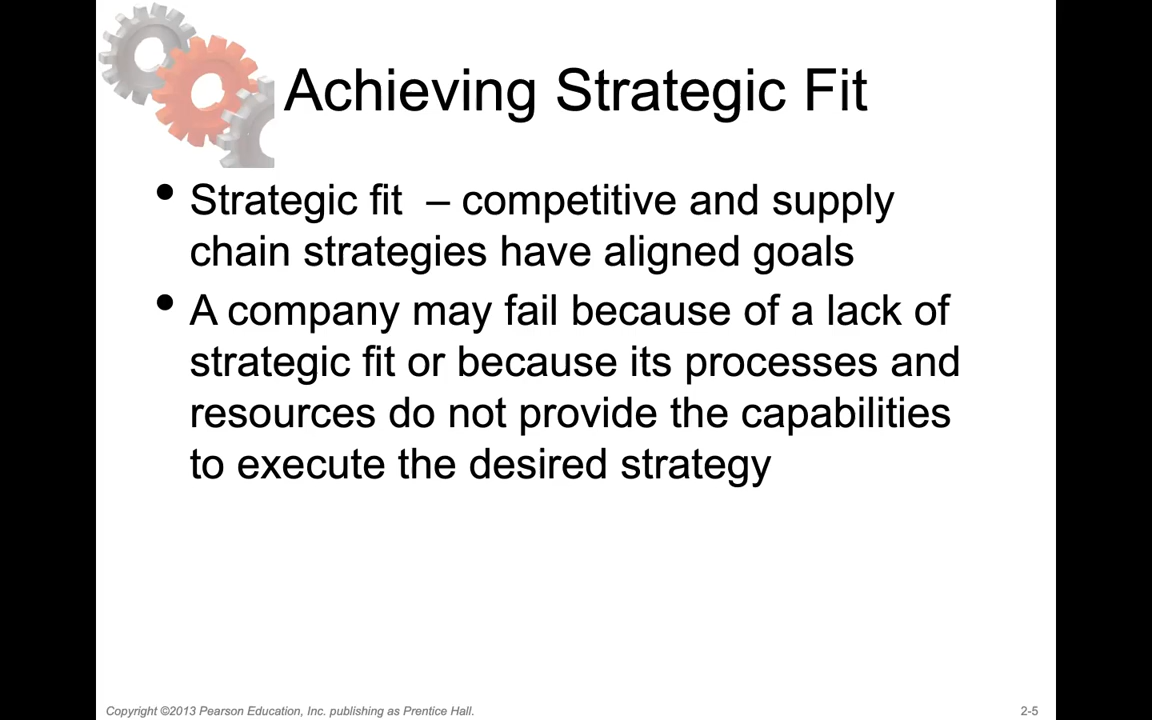 Achieving Strategic Fit
• Strategic fit – competitive and supply
chain strategies have aligned goals
• A company may fail because of a lack of
strategic fit or because its processes and
resources do not provide the capabilities
to execute the desired strategy
Copyright ©2013 Pearson Education, Inc. publishing as Prentice Hall.
2-5